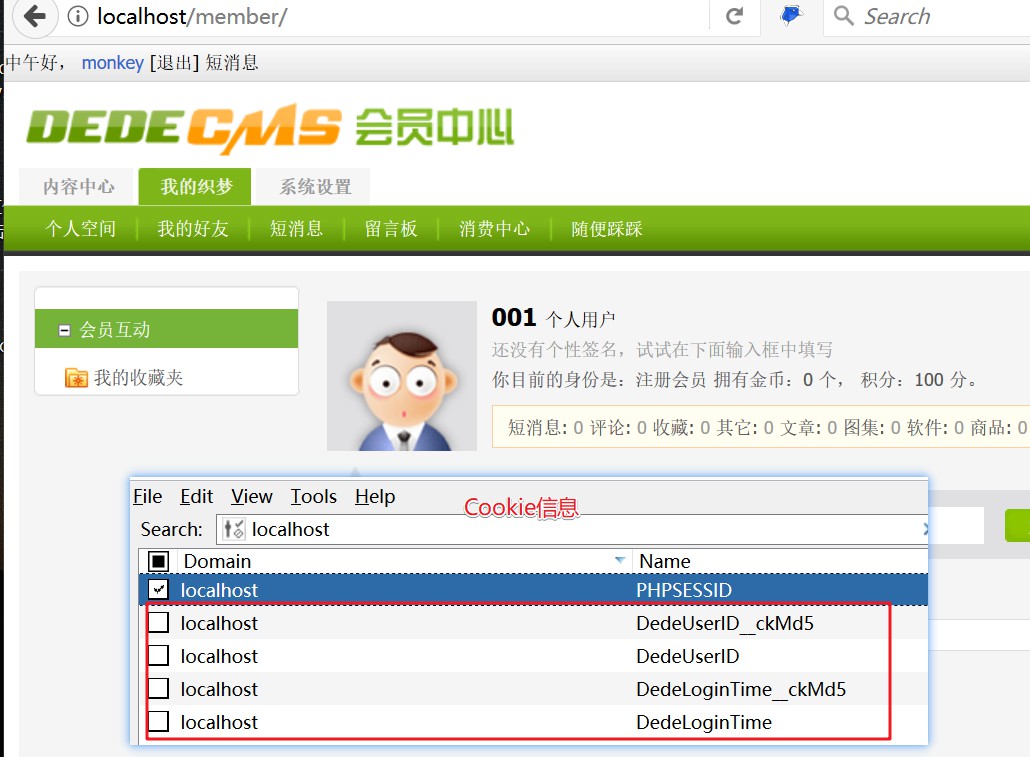 localhost/member/
Search
中午好， monkey [退出] 短消息
DEDECMS 会员中心
内容中心 我的织梦 系统设置
个人空间 我的好友 短消息 留言板 消费中心 随便踩踩
会员互动
我的收藏夹
001 个人用户
还没有个性签名，试试在下面输入框中填写
你目前的身份是：注册会员 拥有金币：0 个， 积分：100 分。
短消息: 0 评论: 0 收藏: 0 其它: 0 文章: 0 图集: 0 软件: 0 商品: 0
File Edit View Tools Help
Cookie信息
Search: localhost
Domain Name
localhost PHPSESSID
localhost DedeUserID__ckMd5
localhost DedeUserID
localhost DedeLoginTime__ckMd5
localhost DedeLoginTime